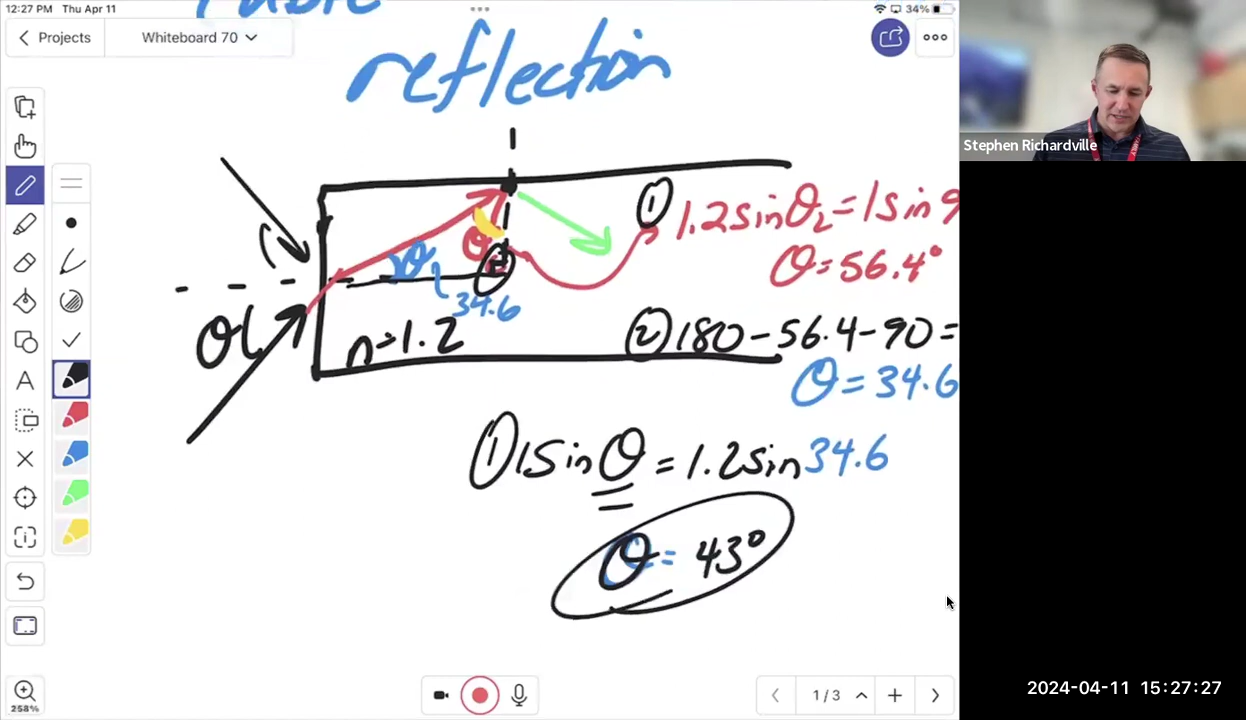 12:27 PM Thu Apr 11
34%
Projects
Whiteboard 70
reflection
Stephen Richardville
① 1.2sinθ₂=1sin9
θ=56.4°
θ
θ
34.6
θi
n=1.2
② 180-56.4-90=
θ=34.6
① 1sinθ=1.2sin34.6
θ=43°
A
258%
1/3
2024-04-11 15:27:27